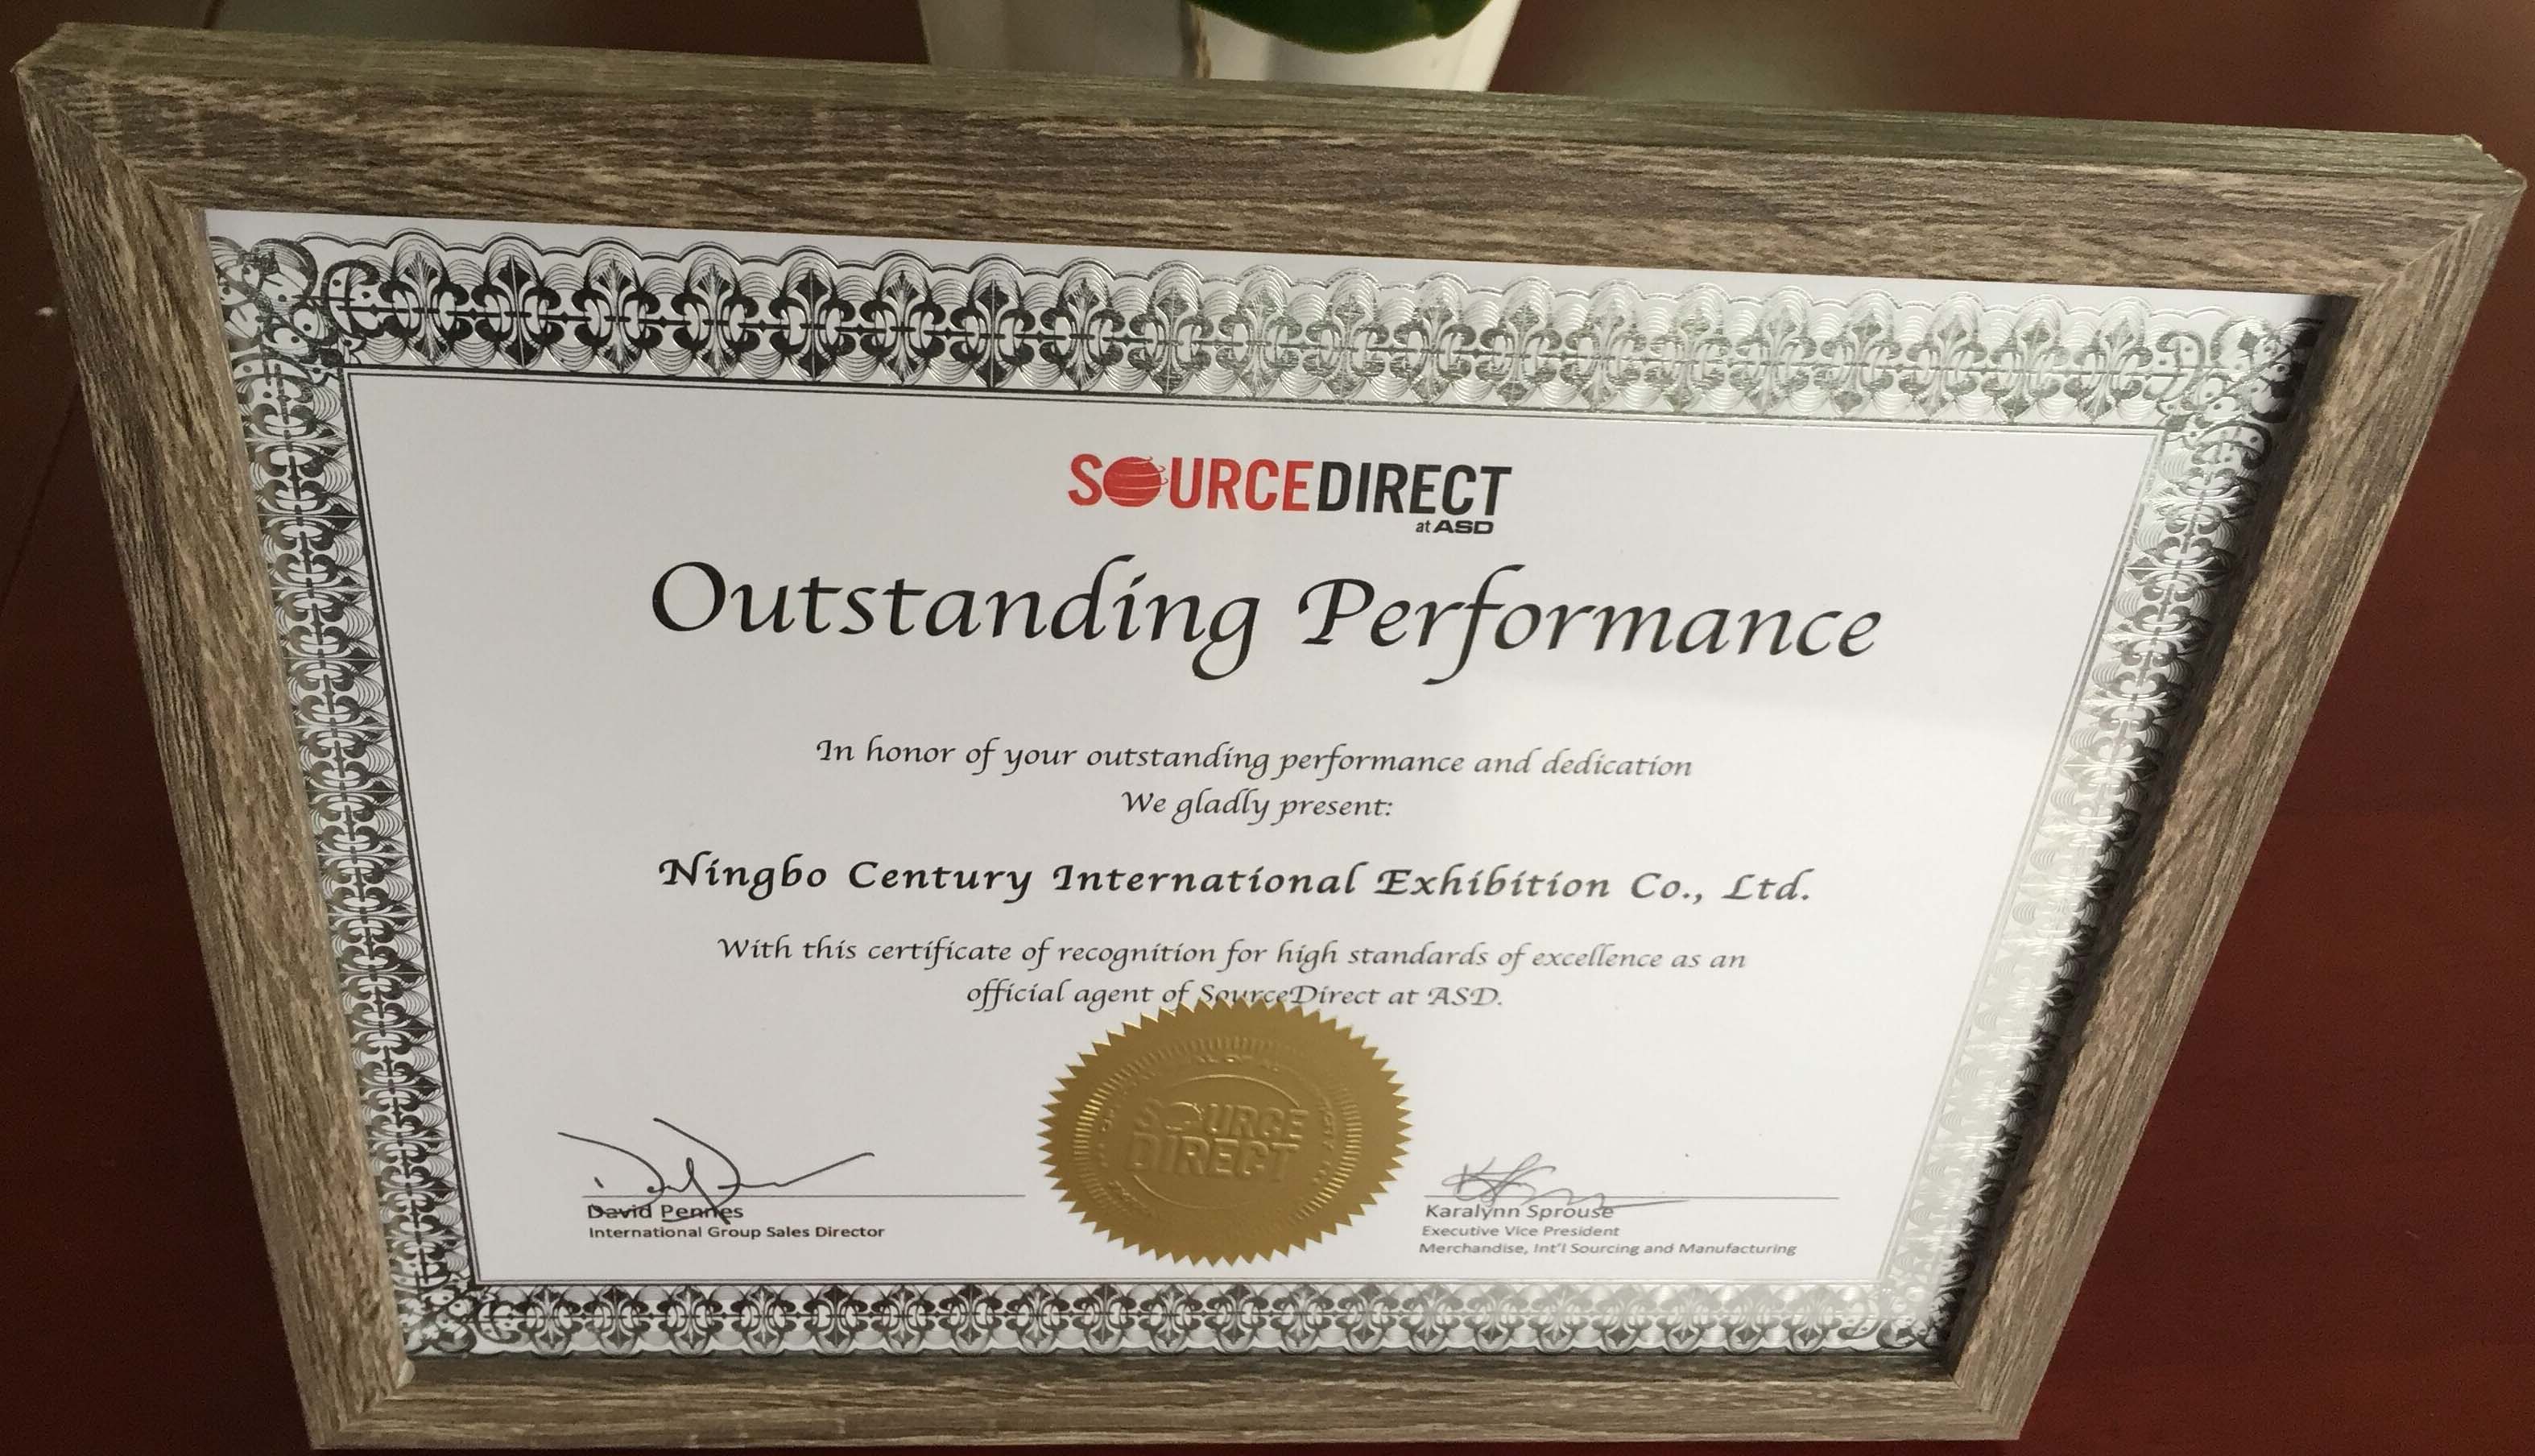 SOURCEDIRECT
at ASD
Outstanding Performance
In honor of your outstanding performance and dedication
We gladly present:
Ningbo Century International Exhibition Co., Ltd.
With this certificate of recognition for high standards of excellence as an
official agent of SourceDirect at ASD.
SOURCE
DIRECT
David Pennes
International Group Sales Director
Karalynn Sprouse
Executive Vice President
Merchandise, Int'l Sourcing and Manufacturing